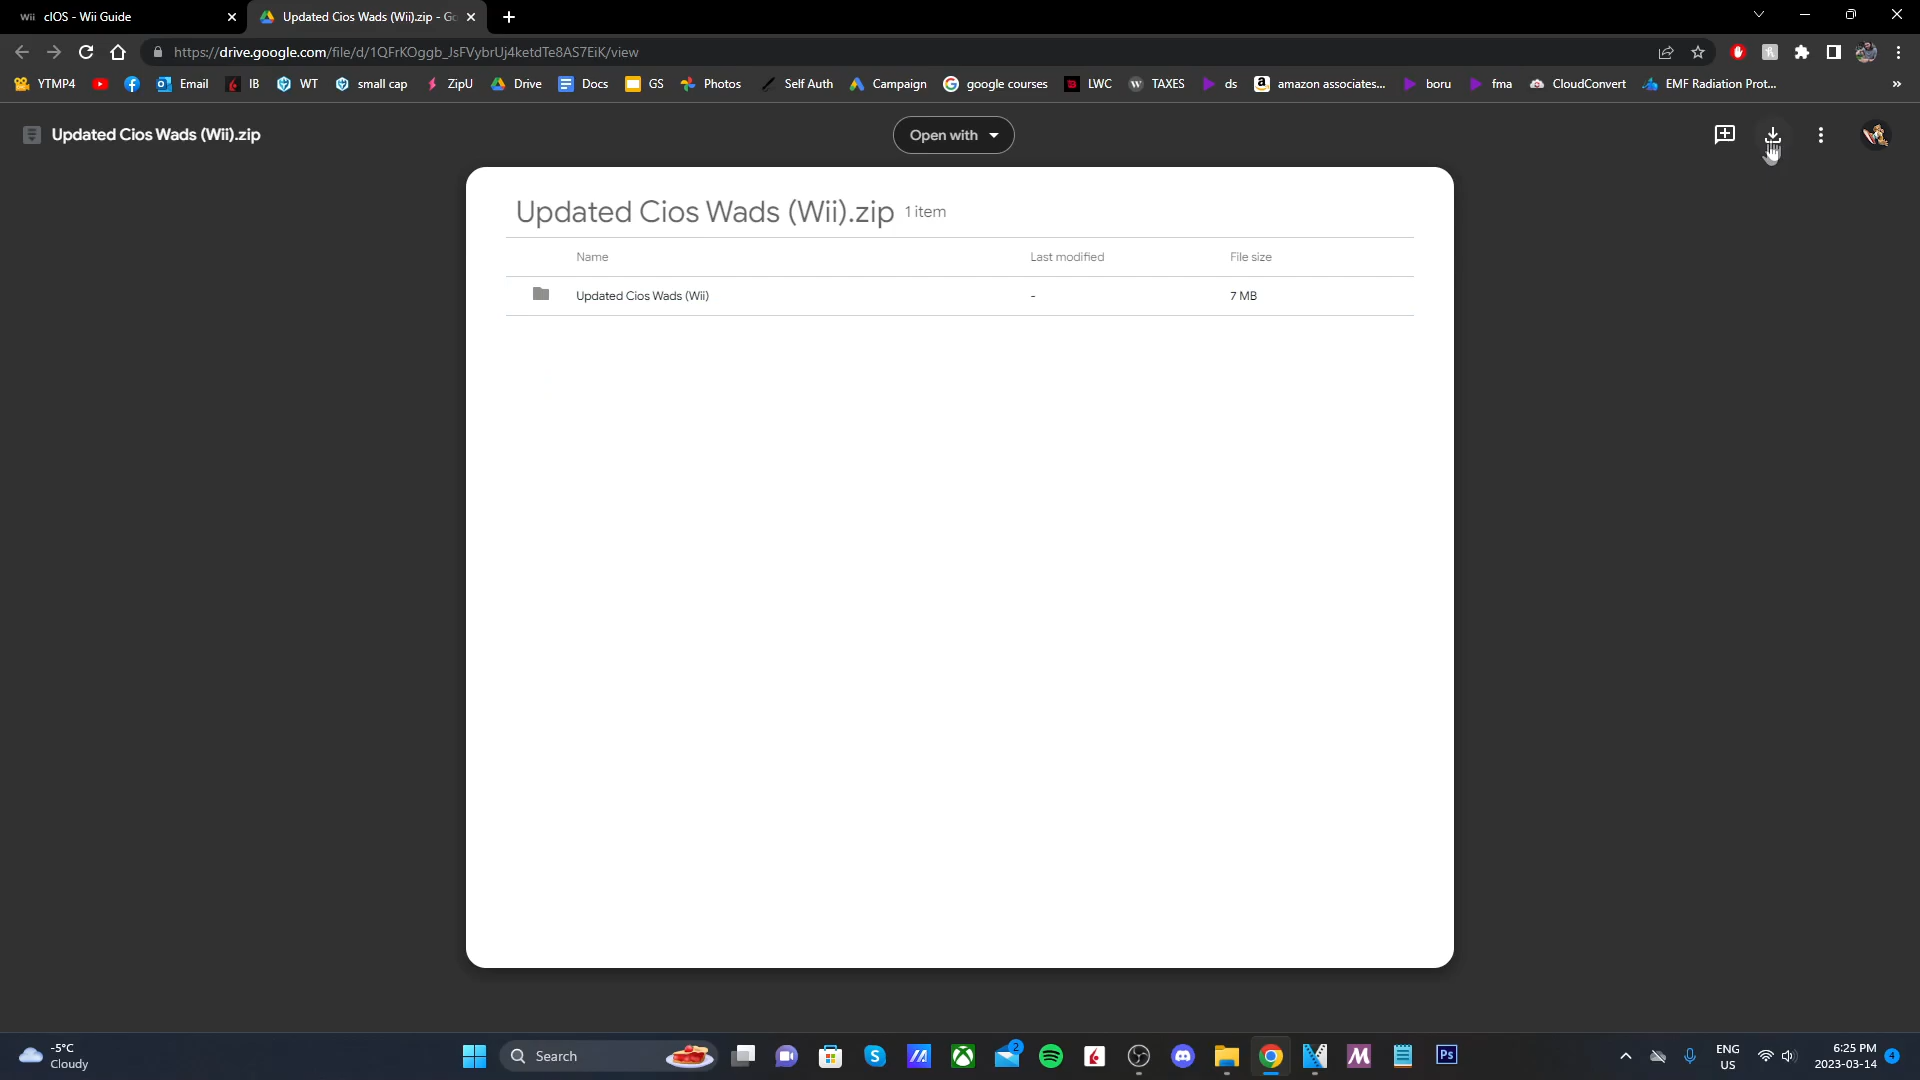 Wii cIOS - Wii Guide
Updated Cios Wads (Wii).zip - Go
https://drive.google.com/file/d/1QFrKOggb_JsFVybrUj4ketdTe8AS7EiK/view
YTMP4 Email IB WT small cap ZipU Drive Docs GS Photos Self Auth Campaign google courses LWC TAXES ds amazon associates... boru fma CloudConvert EMF Radiation Prot... »
Updated Cios Wads (Wii).zip
Open with
Updated Cios Wads (Wii).zip 1 item
Name Last modified File size
Updated Cios Wads (Wii) - 7 MB
-5°C
Cloudy
Search
2
Ps
ENG
US
6:25 PM
2023-03-14
4